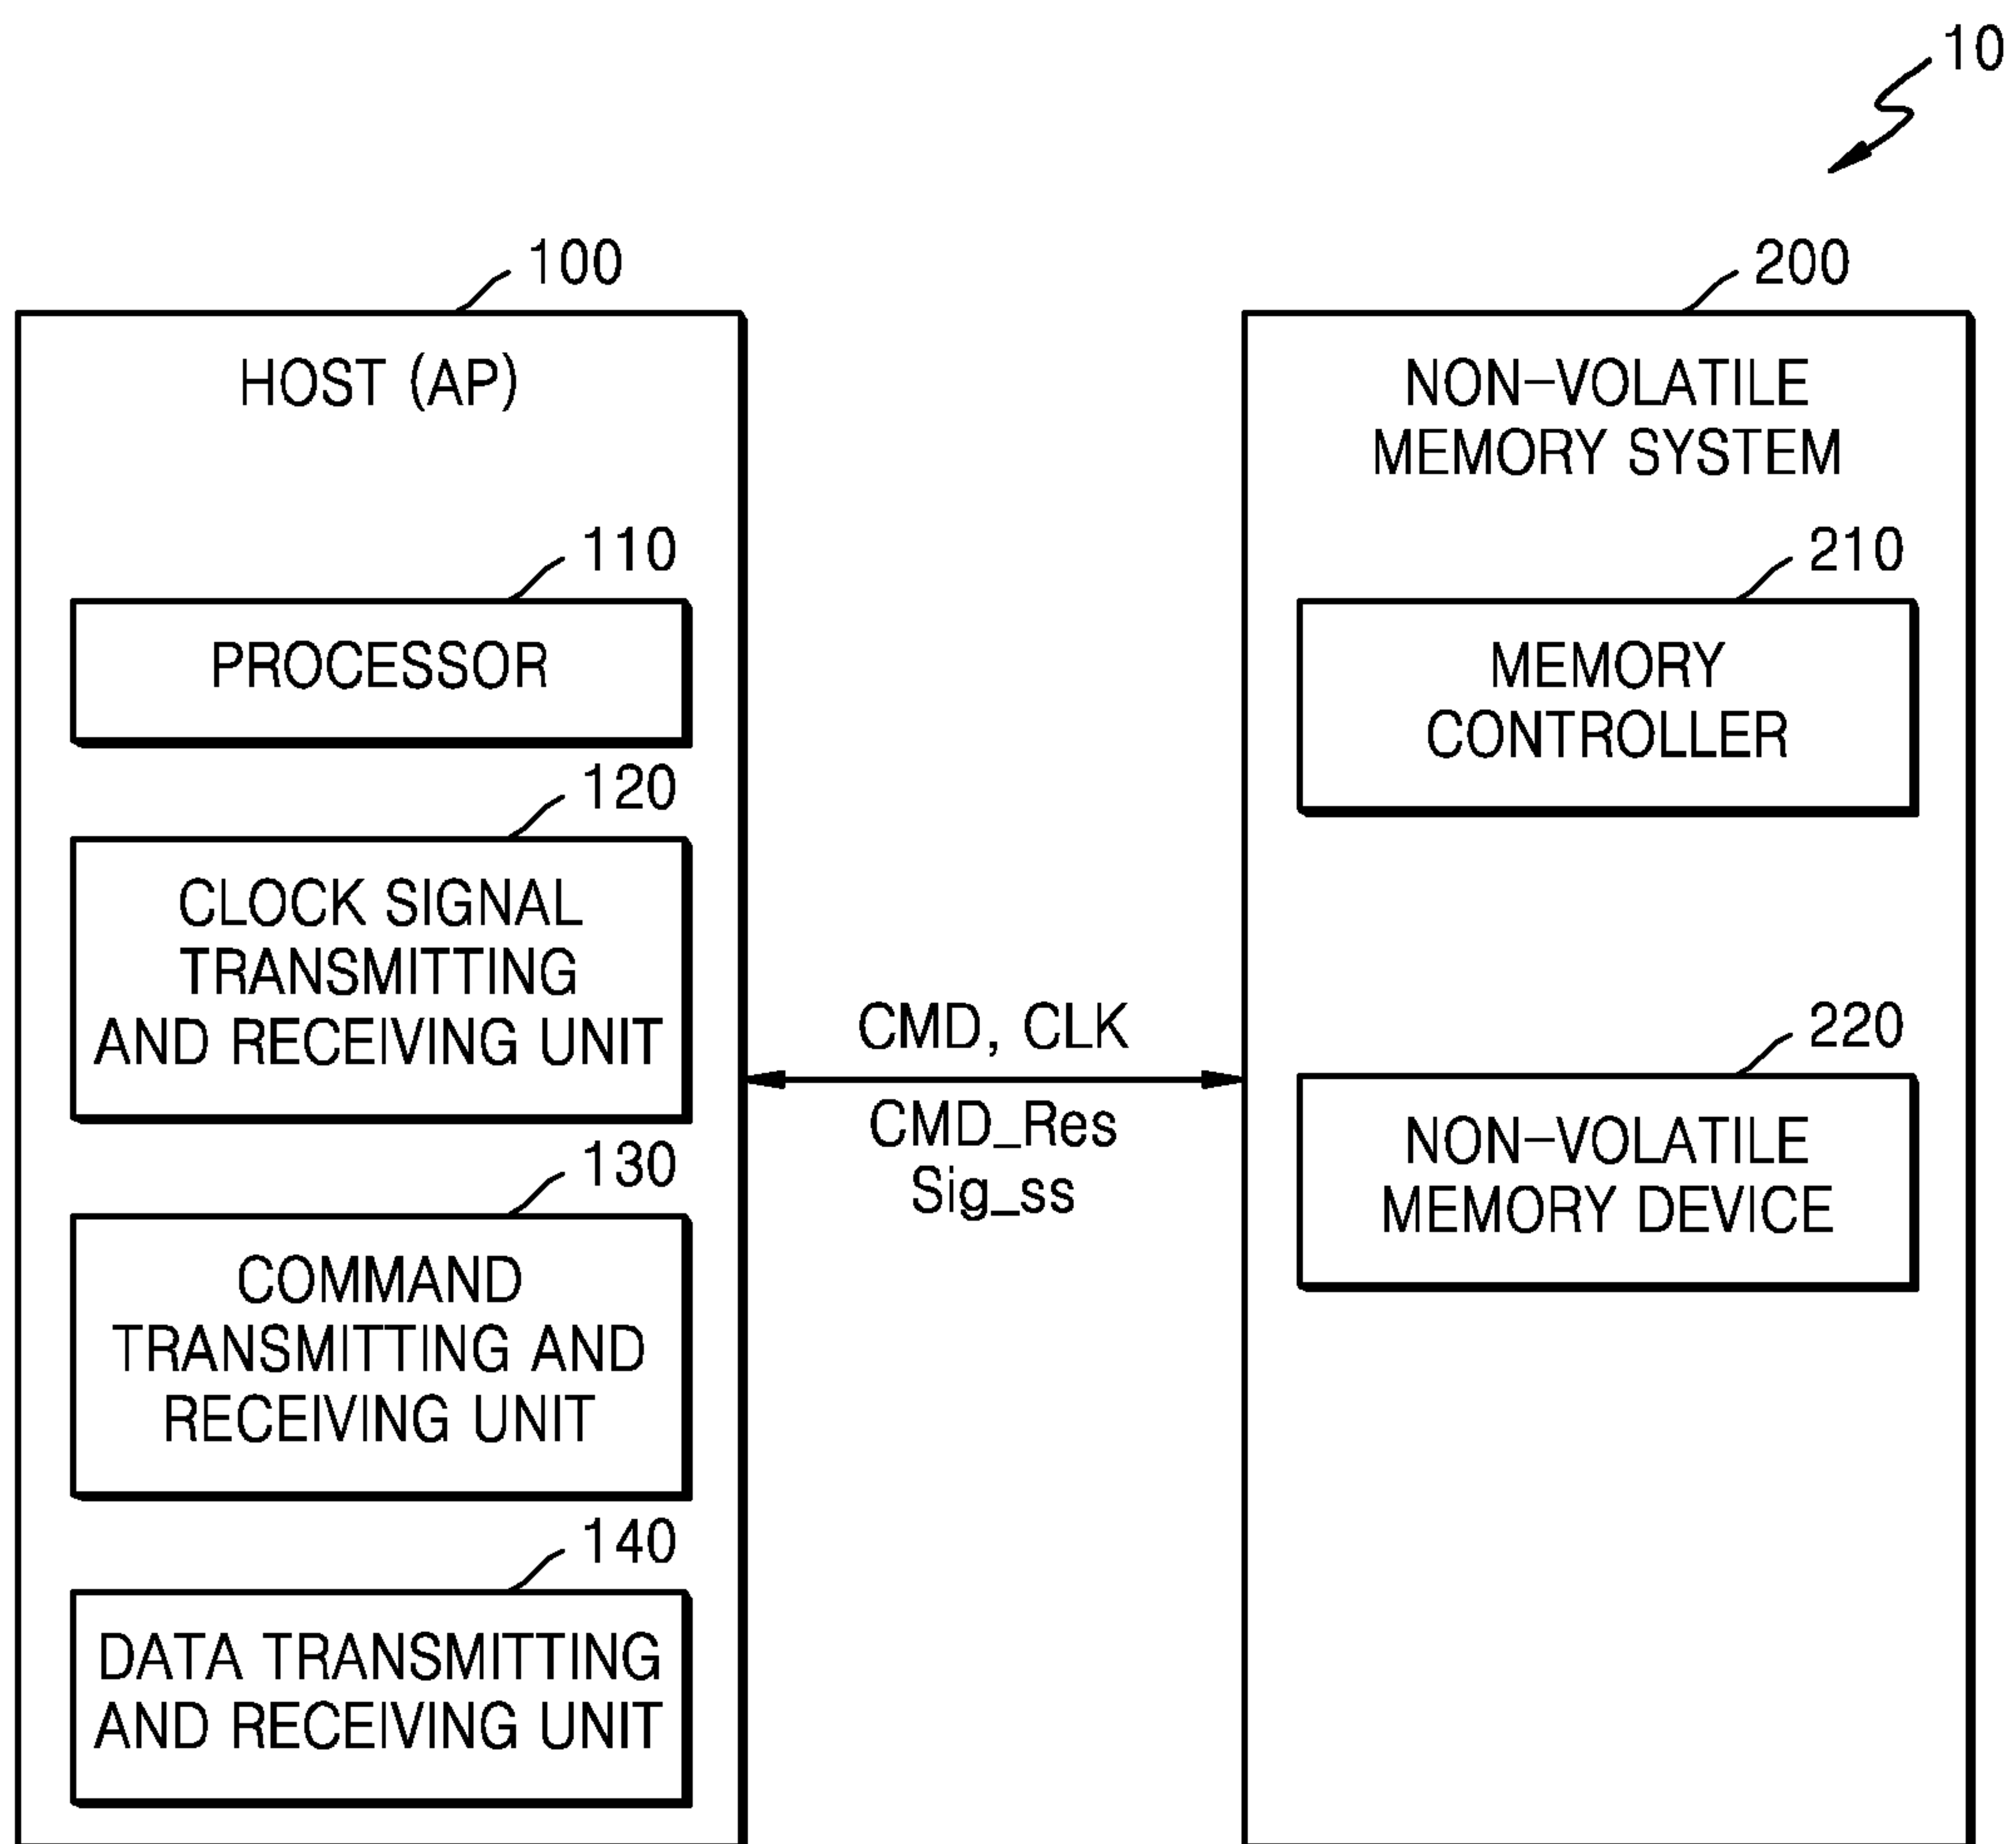 10
100
HOST (AP)
110
PROCESSOR
120
CLOCK SIGNAL
TRANSMITTING
AND RECEIVING UNIT
130
COMMAND
TRANSMITTING AND
RECEIVING UNIT
140
DATA TRANSMITTING
AND RECEIVING UNIT
CMD, CLK
CMD_Res
Sig_ss
200
NON-VOLATILE
MEMORY SYSTEM
210
MEMORY
CONTROLLER
220
NON-VOLATILE
MEMORY DEVICE